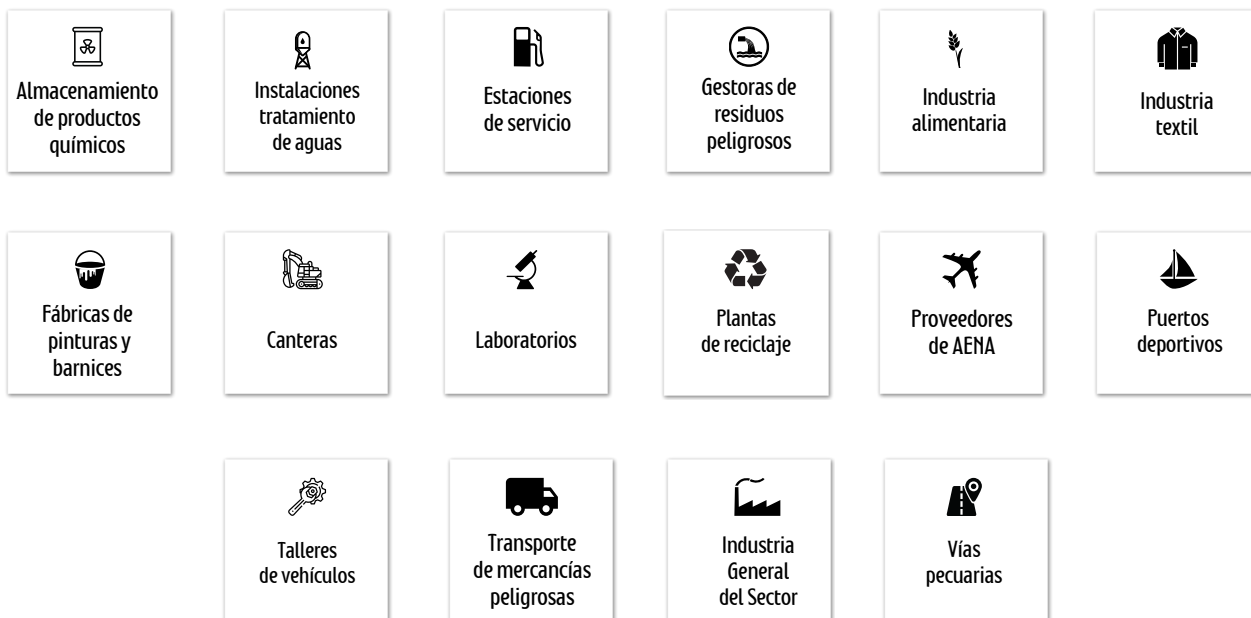 Almacenamiento
de productos
químicos
Instalaciones
tratamiento
de aguas
Estaciones
de servicio
Gestoras de
residuos
peligrosos
Industria
alimentaria
Industria
textil
Fábricas de
pinturas y
barnices
Canteras
Laboratorios
Plantas
de reciclaje
Proveedores
de AENA
Puertos
deportivos
Talleres
de vehículos
Transporte
de mercancías
peligrosas
Industria
General
del Sector
Vías
pecuarias